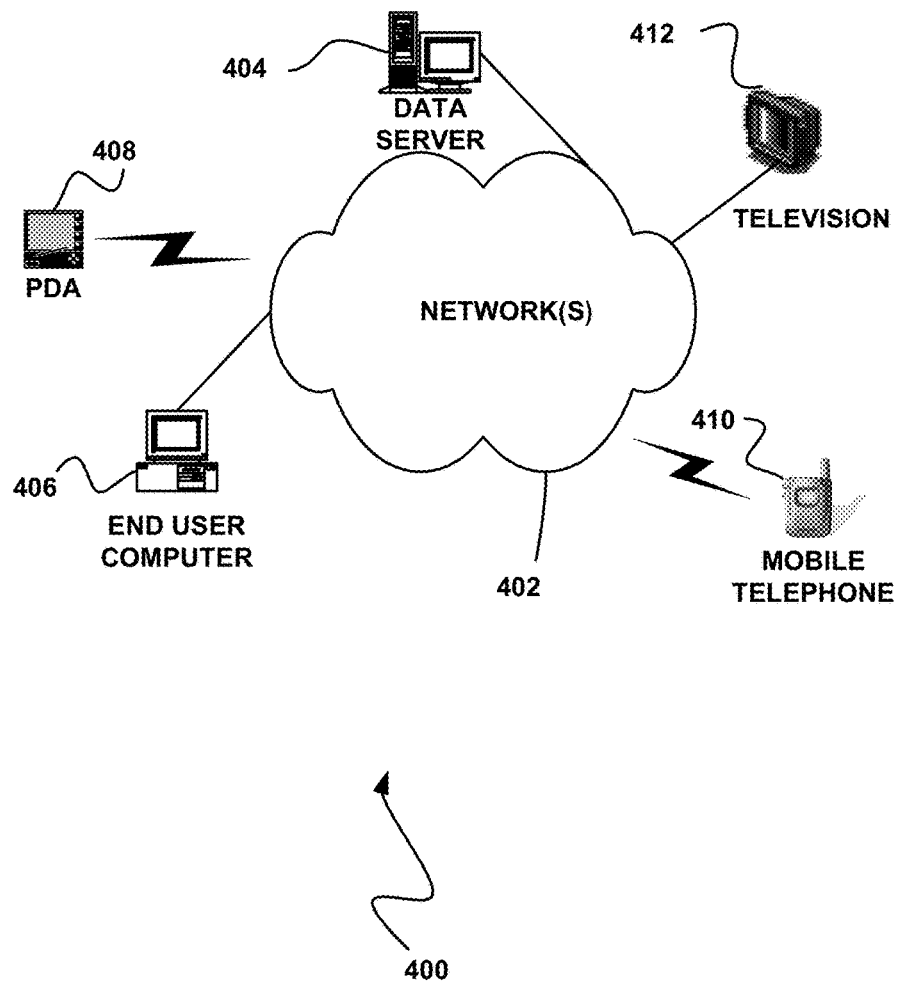 404
DATA
SERVER
412
TELEVISION
408
PDA
NETWORK(S)
406
END USER
COMPUTER
410
MOBILE
TELEPHONE
402
400